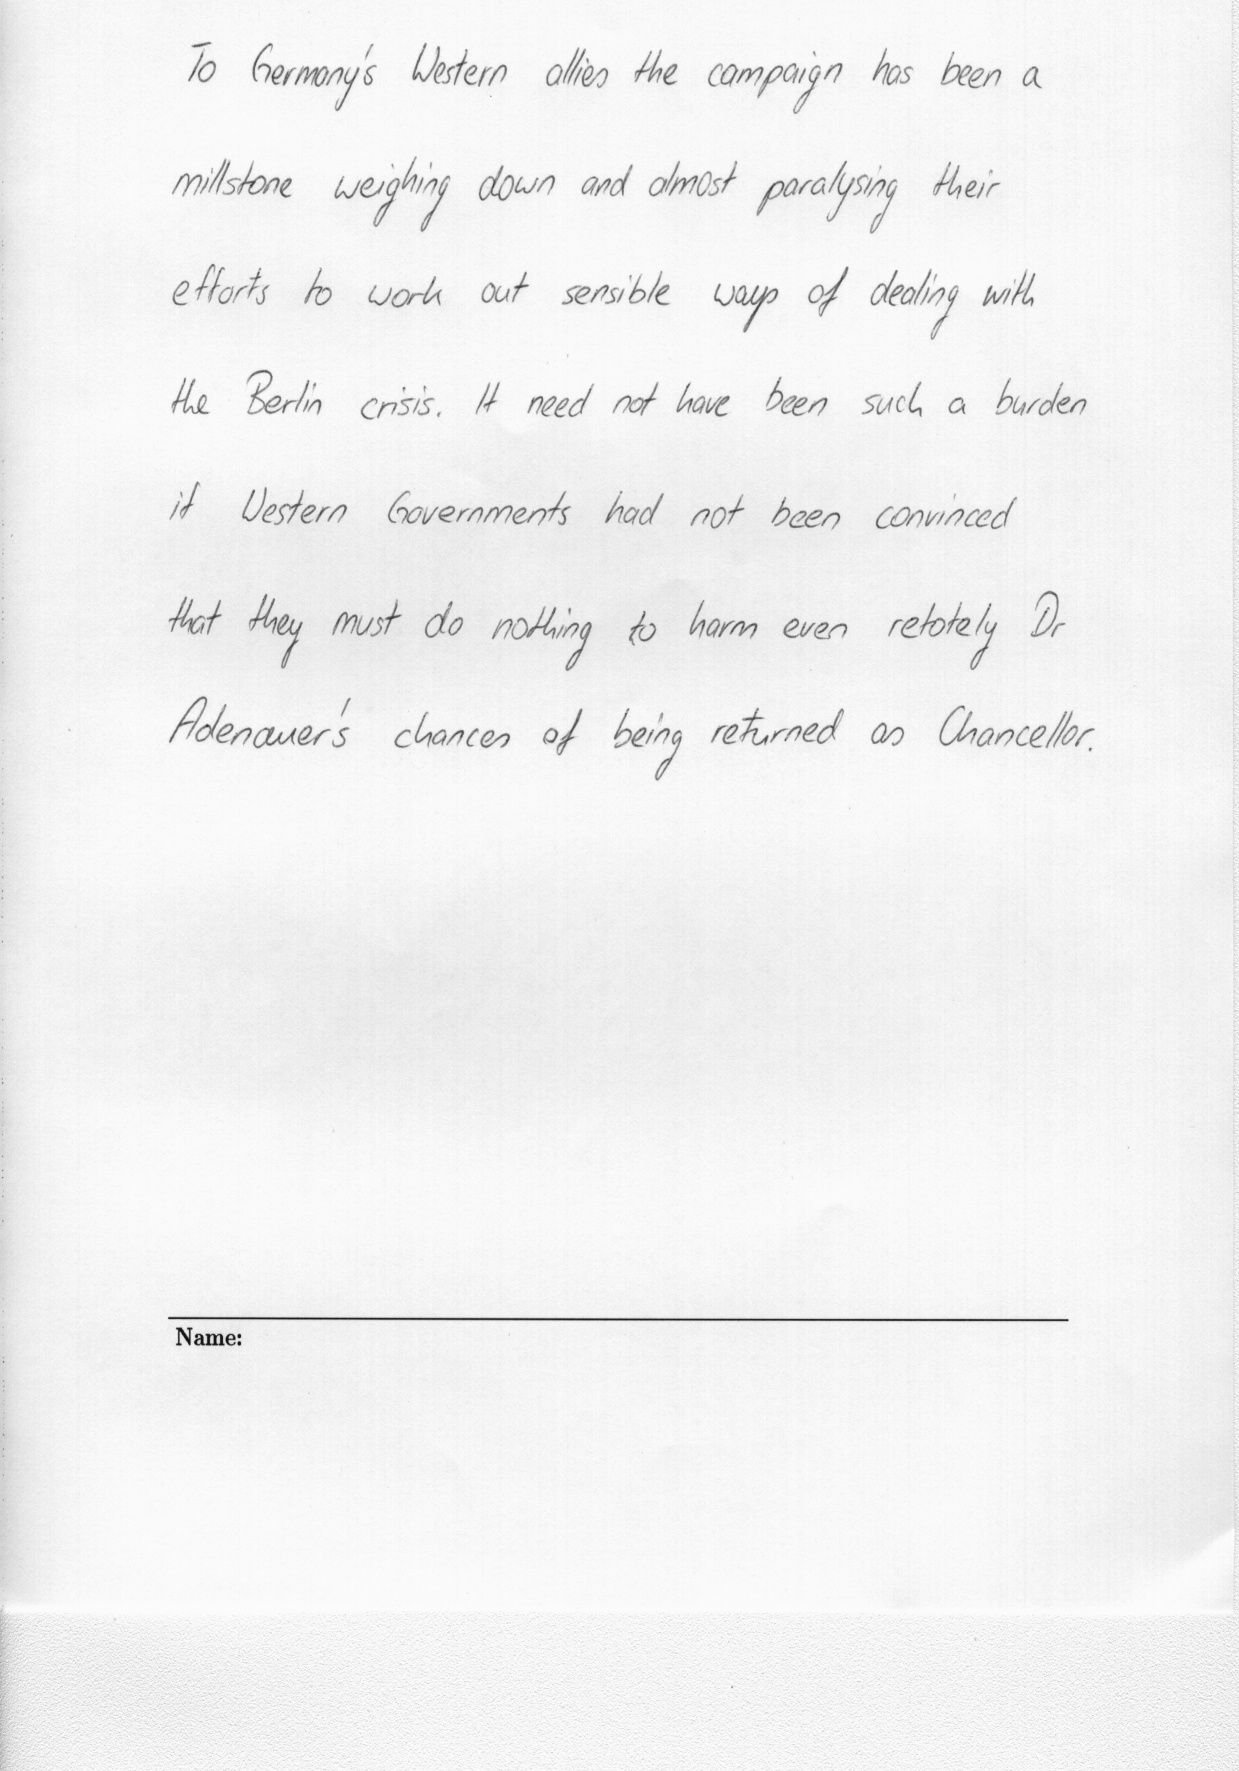 To Germany's Western allies the campaign has been a
millstone weighing down and almost paralysing their
efforts to work out sensible ways of dealing with
the Berlin crisis. It need not have been such a burden
if Western Governments had not been convinced
that they must do nothing to harm even retotely Dr
Adenauer's chances of being returned as Chancellor.
Name: